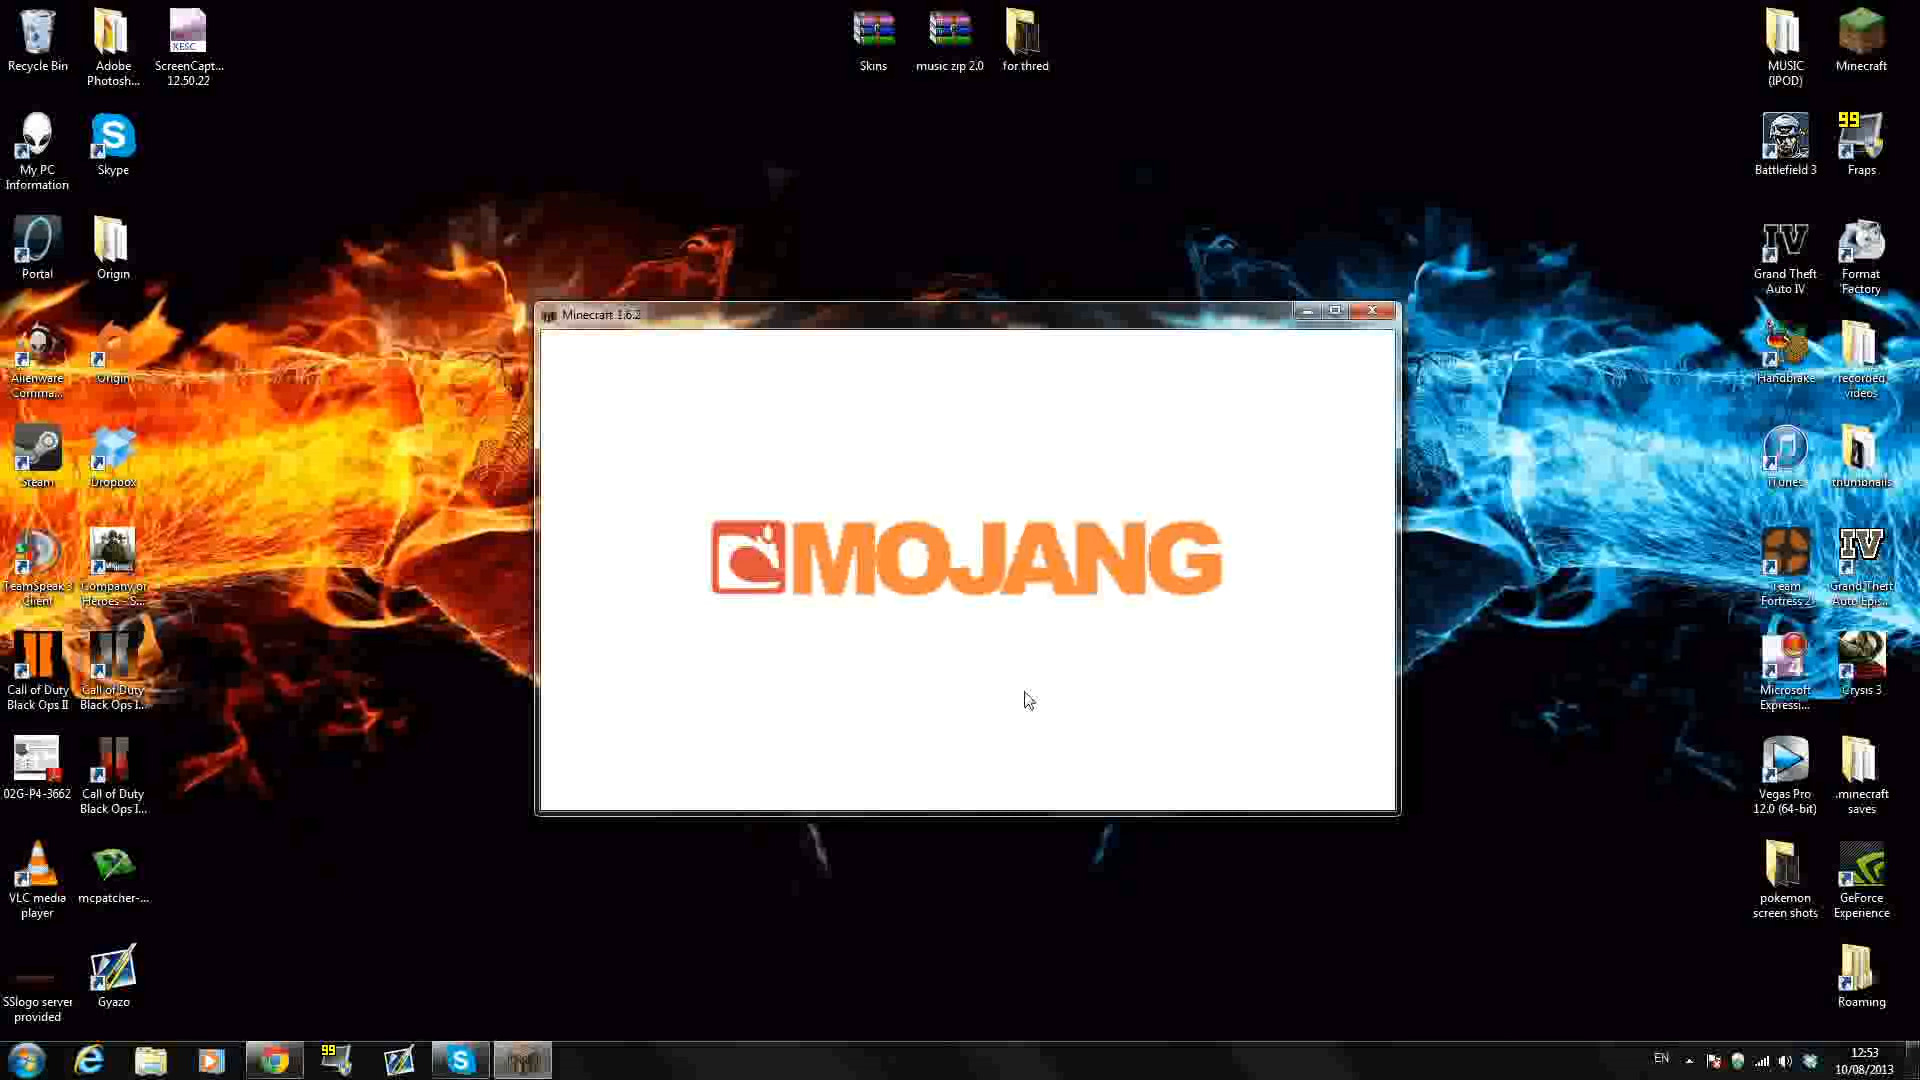 Recycle Bin
Adobe
Photosh...
ScreenCapt...
12.50.22
XESC
Skins
music zip 2.0
for thred
MUSIC
(IPOD)
Minecraft
My PC
Information
Skype
Battlefield 3
99
Fraps
Portal
Origin
IV
Grand Theft
Auto IV
Format
Factory
Minecraft 1.6.2
Alienware
Comma...
Origin
Handbrake
recorded
videos
Steam
Dropbox
iTunes
thumbnails
MOJANG
TeamSpeak 3
Client
Company of
Heroes - S...
Team
Fortress 2
IV
Grand Theft
Auto Epis...
Call of Duty
Black Ops II
Call of Duty
Black Ops I...
Microsoft
Expressi...
Crysis 3
02G-P4-3662
Call of Duty
Black Ops I...
Vegas Pro
12.0 (64-bit)
.minecraft
saves
VLC media
player
mcpatcher-...
pokemon
screen shots
GeForce
Experience
SSlogo server
provided
Gyazo
Roaming
99
EN
12:53
10/08/2013